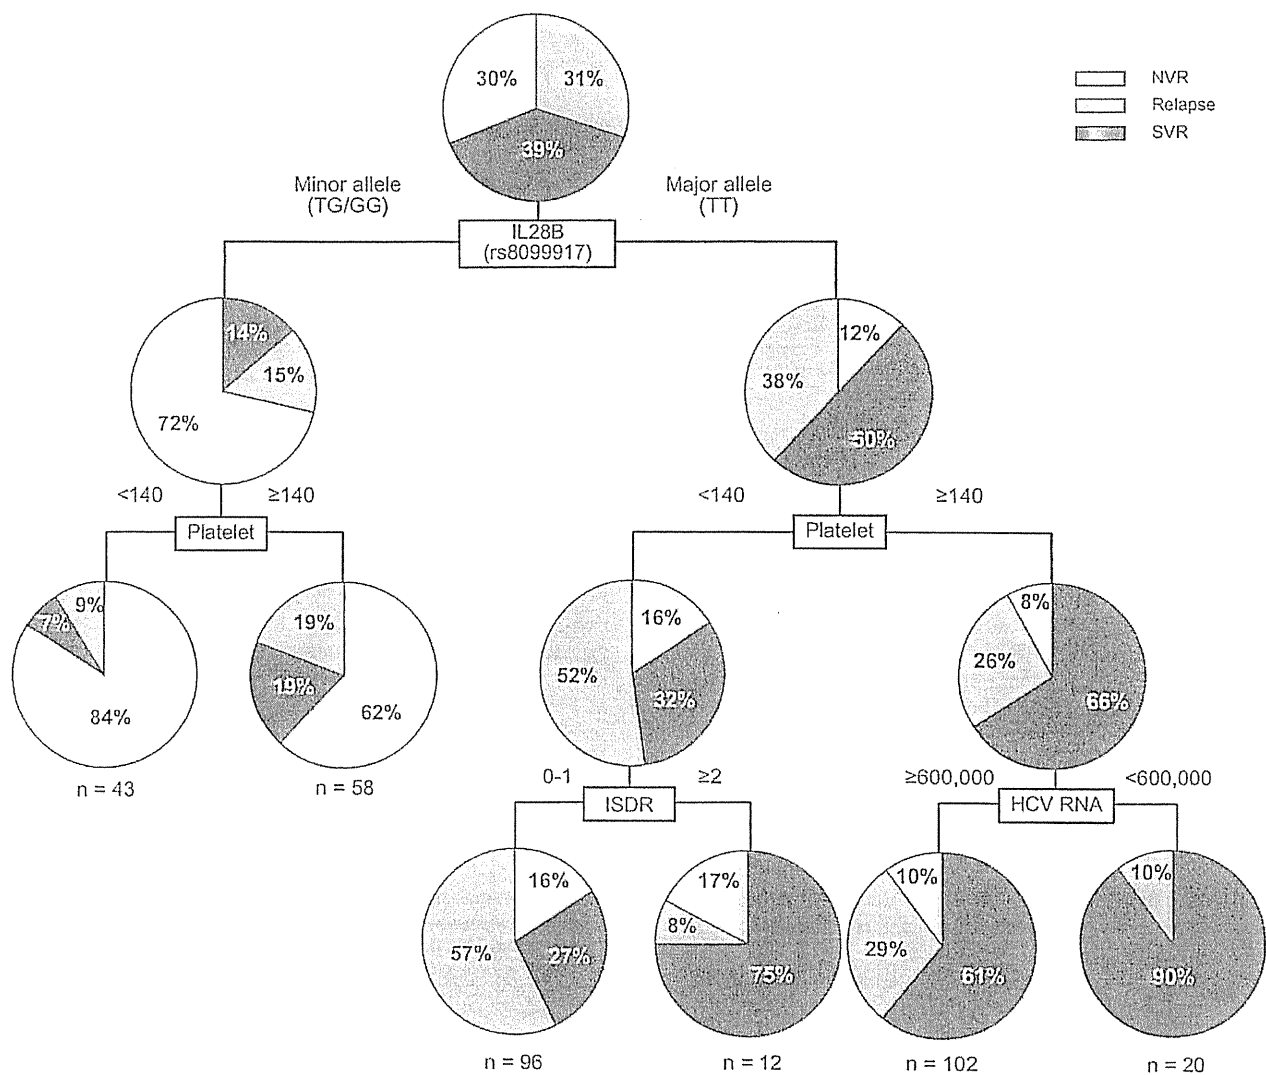 30%
31%
39%
NVR
Relapse
SVR
Minor allele
(TG/GG)
Major allele
(TT)
IL28B
(rs8099917)
14%
15%
72%
12%
38%
50%
<140
≥140
Platelet
<140
≥140
Platelet
9%
7%
84%
n = 43
19%
19%
62%
n = 58
16%
52%
32%
8%
26%
66%
0-1
≥2
ISDR
≥600,000
<600,000
HCV RNA
16%
57%
27%
n = 96
17%
8%
75%
n = 12
10%
29%
61%
n = 102
10%
90%
n = 20